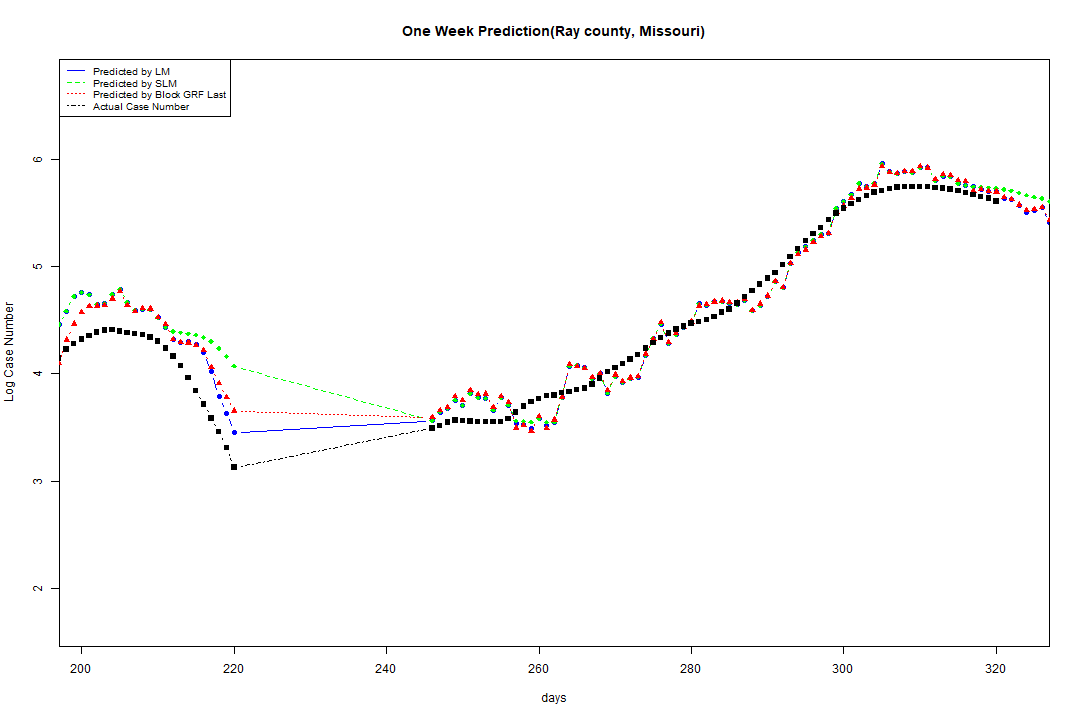 One Week Prediction(Ray county, Missouri)
Predicted by LM
Predicted by SLM
Predicted by Block GRF Last
Actual Case Number
Log Case Number
6
5
4
3
2
200 220 240 260 280 300 320
days